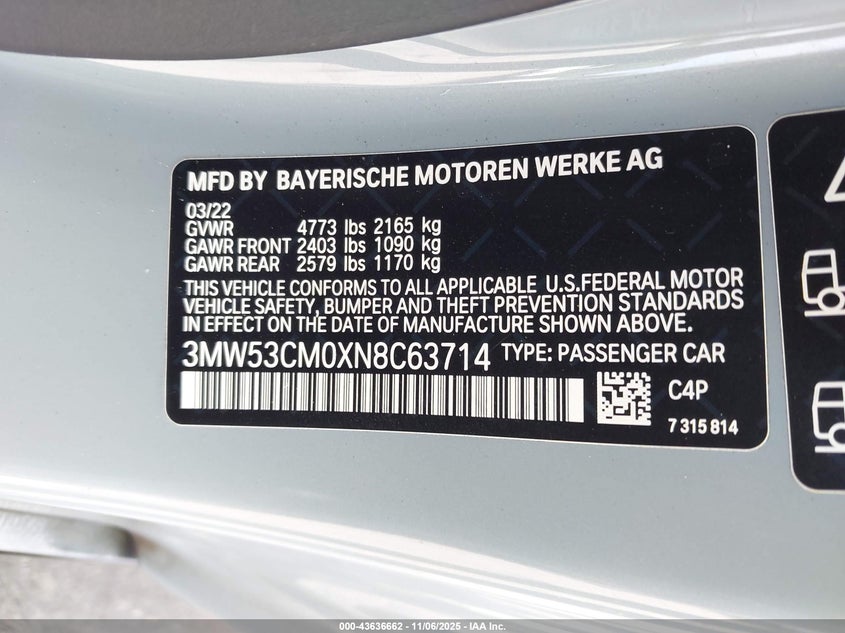 MFD BY BAYERISCHE MOTOREN WERKE AG
03/22
GVWR 4773 lbs 2165 kg
GAWR FRONT 2403 lbs 1090 kg
GAWR REAR 2579 lbs 1170 kg
THIS VEHICLE CONFORMS TO ALL APPLICABLE U.S.FEDERAL MOTOR
VEHICLE SAFETY, BUMPER AND THEFT PREVENTION STANDARDS
IN EFFECT ON THE DATE OF MANUFACTURE SHOWN ABOVE.
3MW53CM0XN8C63714 TYPE: PASSENGER CAR
C4P
7 315 814
000-43636662 - 11/06/2025 - IAA Inc.